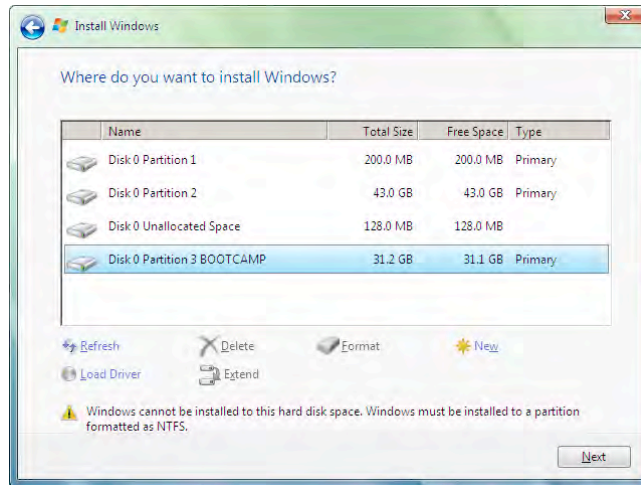 Install Windows
Where do you want to install Windows?
Name Total Size Free Space Type
Disk 0 Partition 1 200.0 MB 200.0 MB Primary
Disk 0 Partition 2 43.0 GB 43.0 GB Primary
Disk 0 Unallocated Space 128.0 MB 128.0 MB
Disk 0 Partition 3 BOOTCAMP 31.2 GB 31.1 GB Primary
Refresh Delete Format New
Load Driver Extend
Windows cannot be installed to this hard disk space. Windows must be installed to a partition
formatted as NTFS.
Next